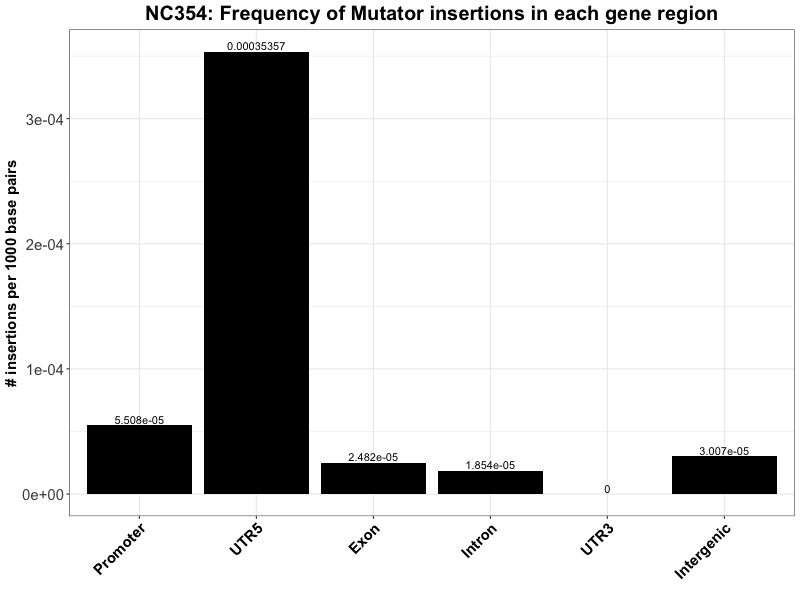 NC354: Frequency of Mutator insertions in each gene region
# insertions per 1000 base pairs
3e-04
2e-04
1e-04
0e+00
0.00035357
5.508e-05
2.482e-05
1.854e-05
0
3.007e-05
Promoter
UTR5
Exon
Intron
UTR3
Intergenic